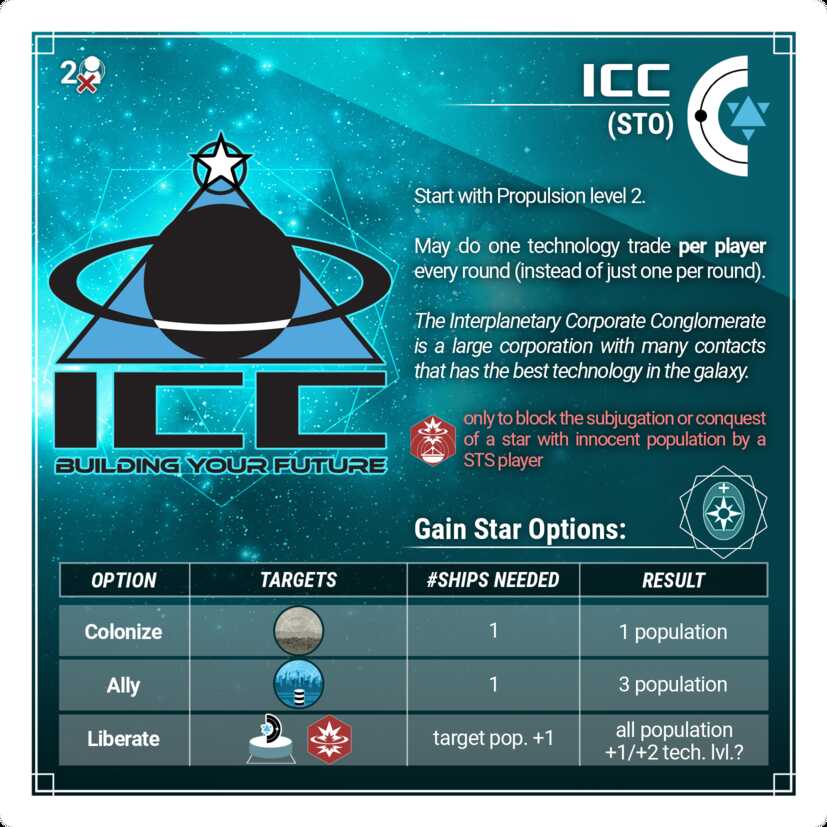 2
ICC
(STO)
Start with Propulsion level 2.
May do one technology trade per player
every round (instead of just one per round).
The Interplanetary Corporate Conglomerate
is a large corporation with many contacts
that has the best technology in the galaxy.
ICC
BUILDING YOUR FUTURE
only to block the subjugation or conquest
of a star with innocent population by a
STS player
+
Gain Star Options:
OPTION TARGETS #SHIPS NEEDED RESULT
Colonize 1 1 population
Ally 1 3 population
Liberate target pop. +1 all population
+1/+2 tech. lvl.?